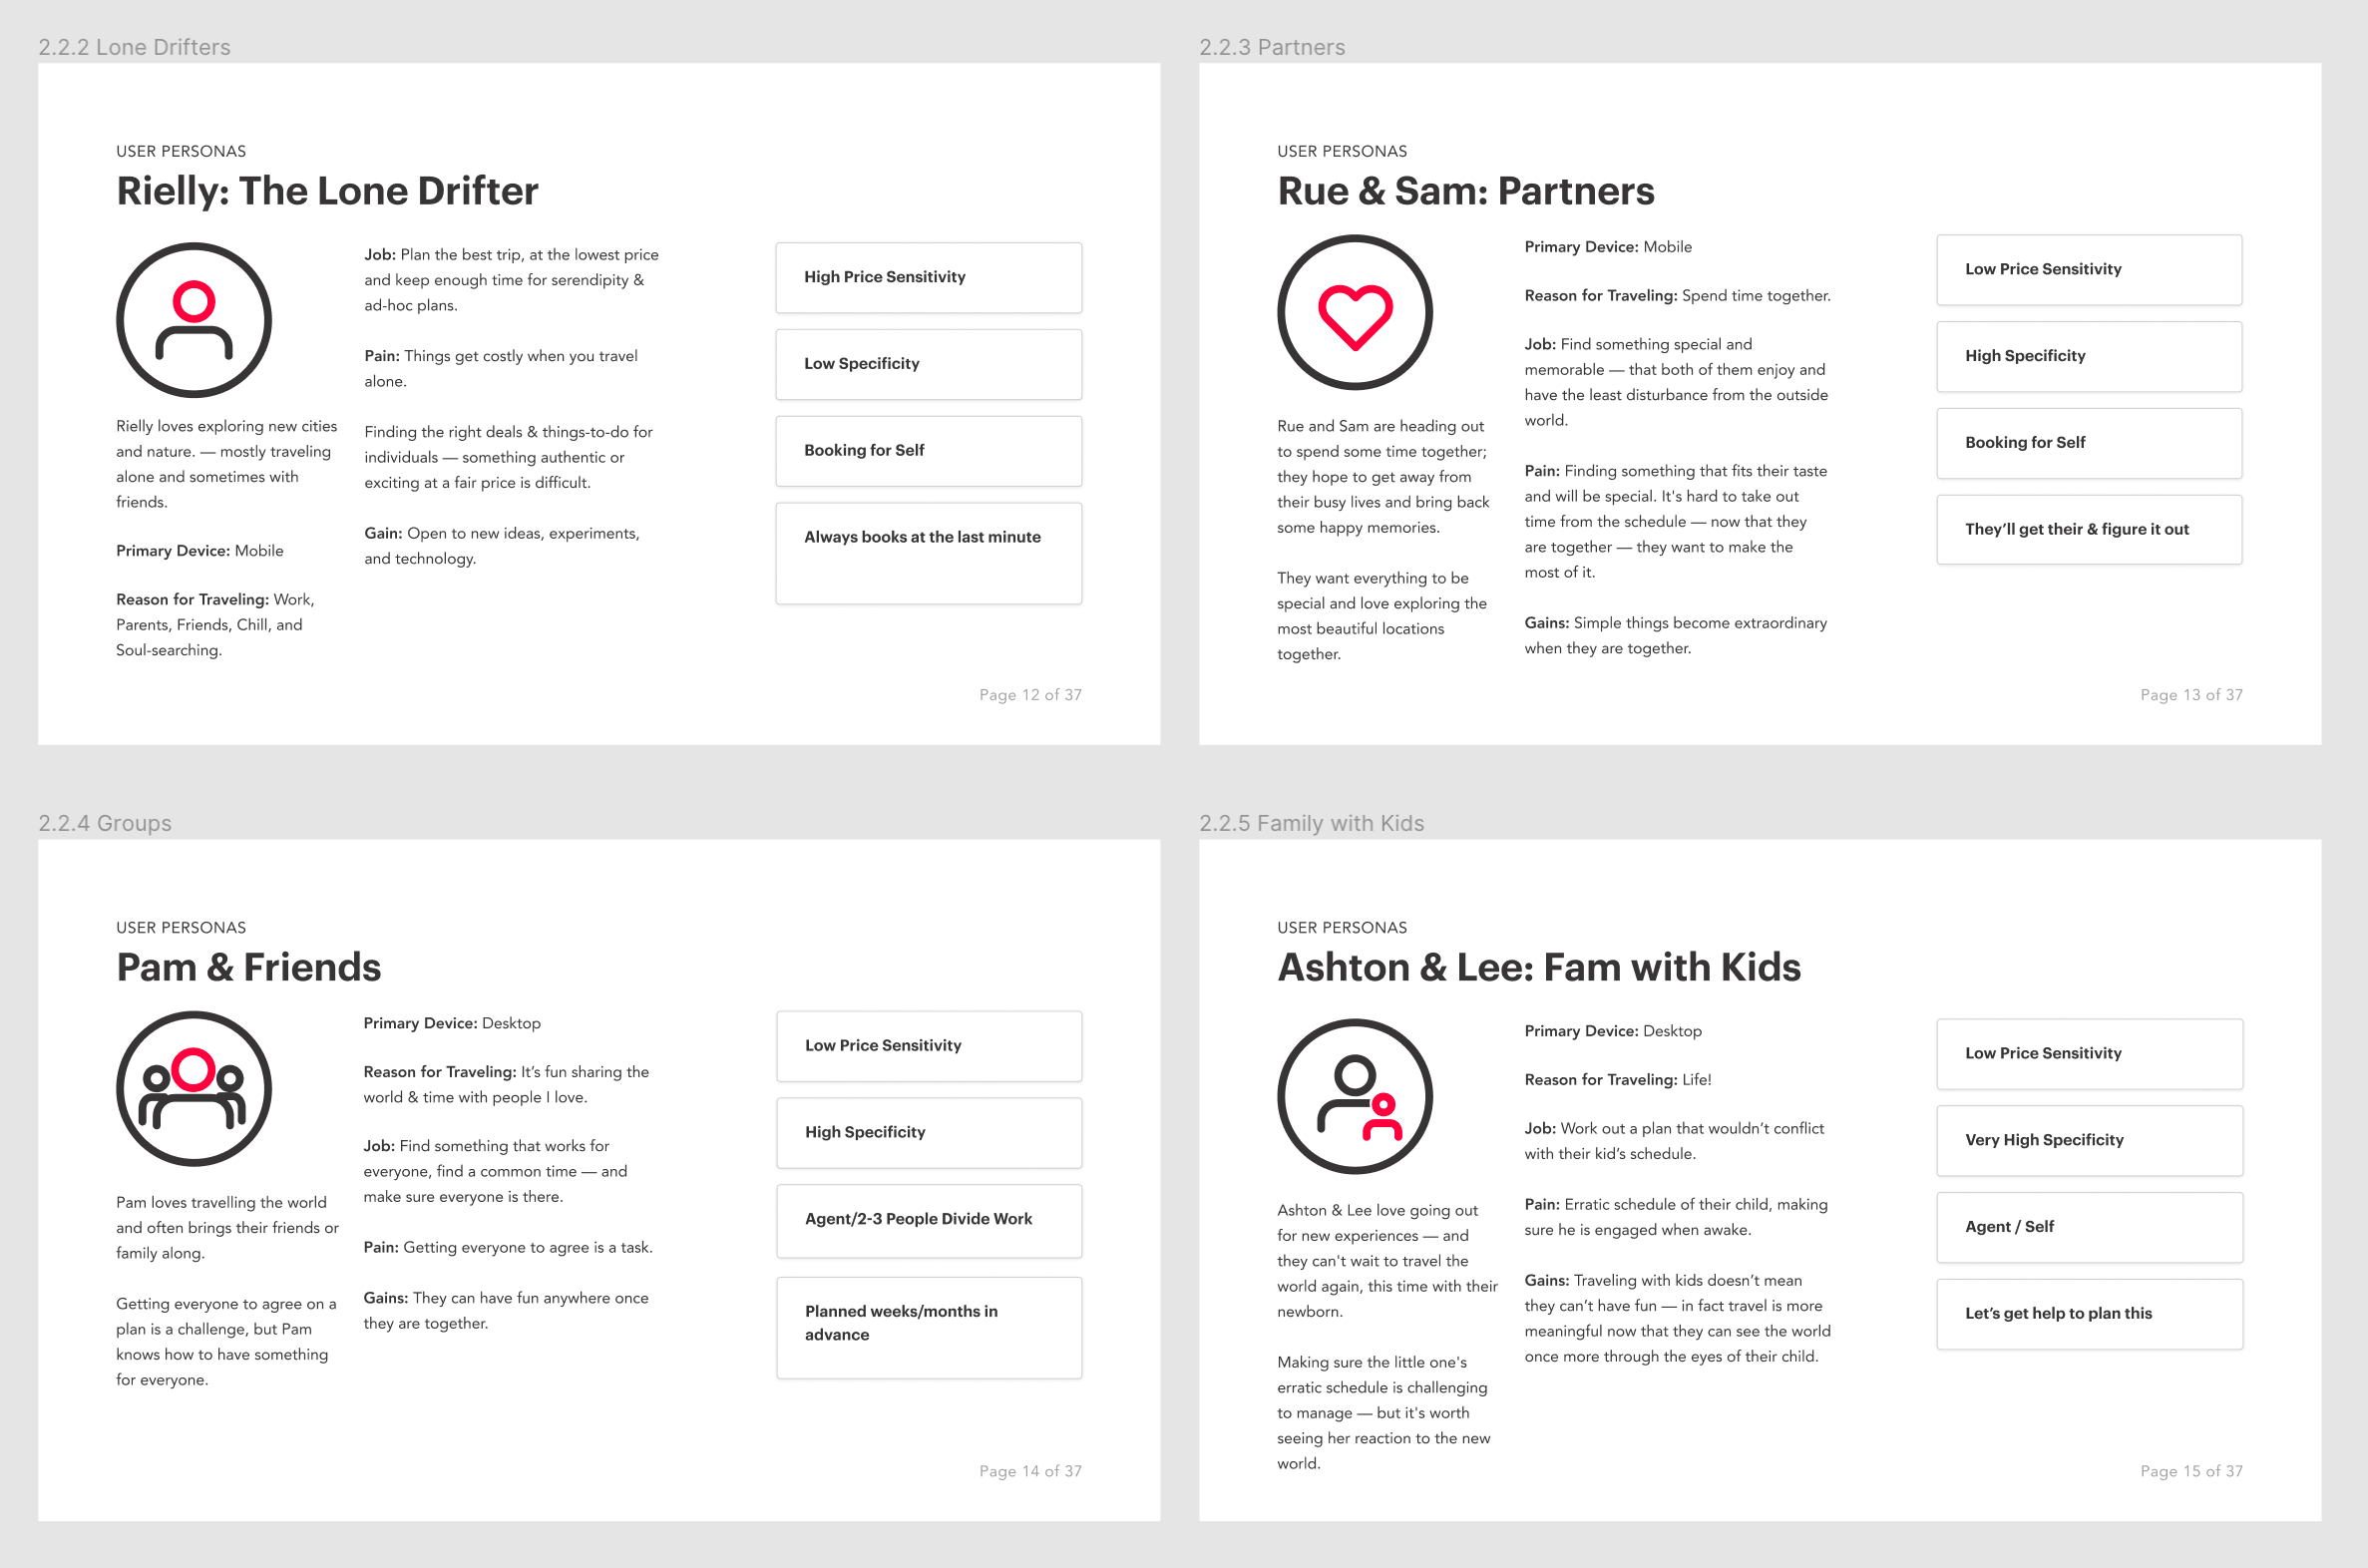 2.2.2 Lone Drifters
USER PERSONAS
Rielly: The Lone Drifter
Rielly loves exploring new cities
and nature. — mostly traveling
alone and sometimes with
friends.
Primary Device: Mobile
Reason for Traveling: Work,
Parents, Friends, Chill, and
Soul-searching.
Job: Plan the best trip, at the lowest price
and keep enough time for serendipity &
ad-hoc plans.
Pain: Things get costly when you travel
alone.
Finding the right deals & things-to-do for
individuals — something authentic or
exciting at a fair price is difficult.
Gain: Open to new ideas, experiments,
and technology.
High Price Sensitivity
Low Specificity
Booking for Self
Always books at the last minute
Page 12 of 37
2.2.3 Partners
USER PERSONAS
Rue & Sam: Partners
Rue and Sam are heading out
to spend some time together;
they hope to get away from
their busy lives and bring back
some happy memories.
They want everything to be
special and love exploring the
most beautiful locations
together.
Primary Device: Mobile
Reason for Traveling: Spend time together.
Job: Find something special and
memorable — that both of them enjoy and
have the least disturbance from the outside
world.
Pain: Finding something that fits their taste
and will be special. It's hard to take out
time from the schedule — now that they
are together — they want to make the
most of it.
Gains: Simple things become extraordinary
when they are together.
Low Price Sensitivity
High Specificity
Booking for Self
They’ll get their & figure it out
Page 13 of 37
2.2.4 Groups
USER PERSONAS
Pam & Friends
Pam loves travelling the world
and often brings their friends or
family along.
Getting everyone to agree on a
plan is a challenge, but Pam
knows how to have something
for everyone.
Primary Device: Desktop
Reason for Traveling: It’s fun sharing the
world & time with people I love.
Job: Find something that works for
everyone, find a common time — and
make sure everyone is there.
Pain: Getting everyone to agree is a task.
Gains: They can have fun anywhere once
they are together.
Low Price Sensitivity
High Specificity
Agent/2-3 People Divide Work
Planned weeks/months in
advance
Page 14 of 37
2.2.5 Family with Kids
USER PERSONAS
Ashton & Lee: Fam with Kids
Ashton & Lee love going out
for new experiences — and
they can't wait to travel the
world again, this time with their
newborn.
Making sure the little one's
erratic schedule is challenging
to manage — but it's worth
seeing her reaction to the new
world.
Primary Device: Desktop
Reason for Traveling: Life!
Job: Work out a plan that wouldn’t conflict
with their kid’s schedule.
Pain: Erratic schedule of their child, making
sure he is engaged when awake.
Gains: Traveling with kids doesn’t mean
they can’t have fun — in fact travel is more
meaningful now that they can see the world
once more through the eyes of their child.
Low Price Sensitivity
Very High Specificity
Agent / Self
Let’s get help to plan this
Page 15 of 37